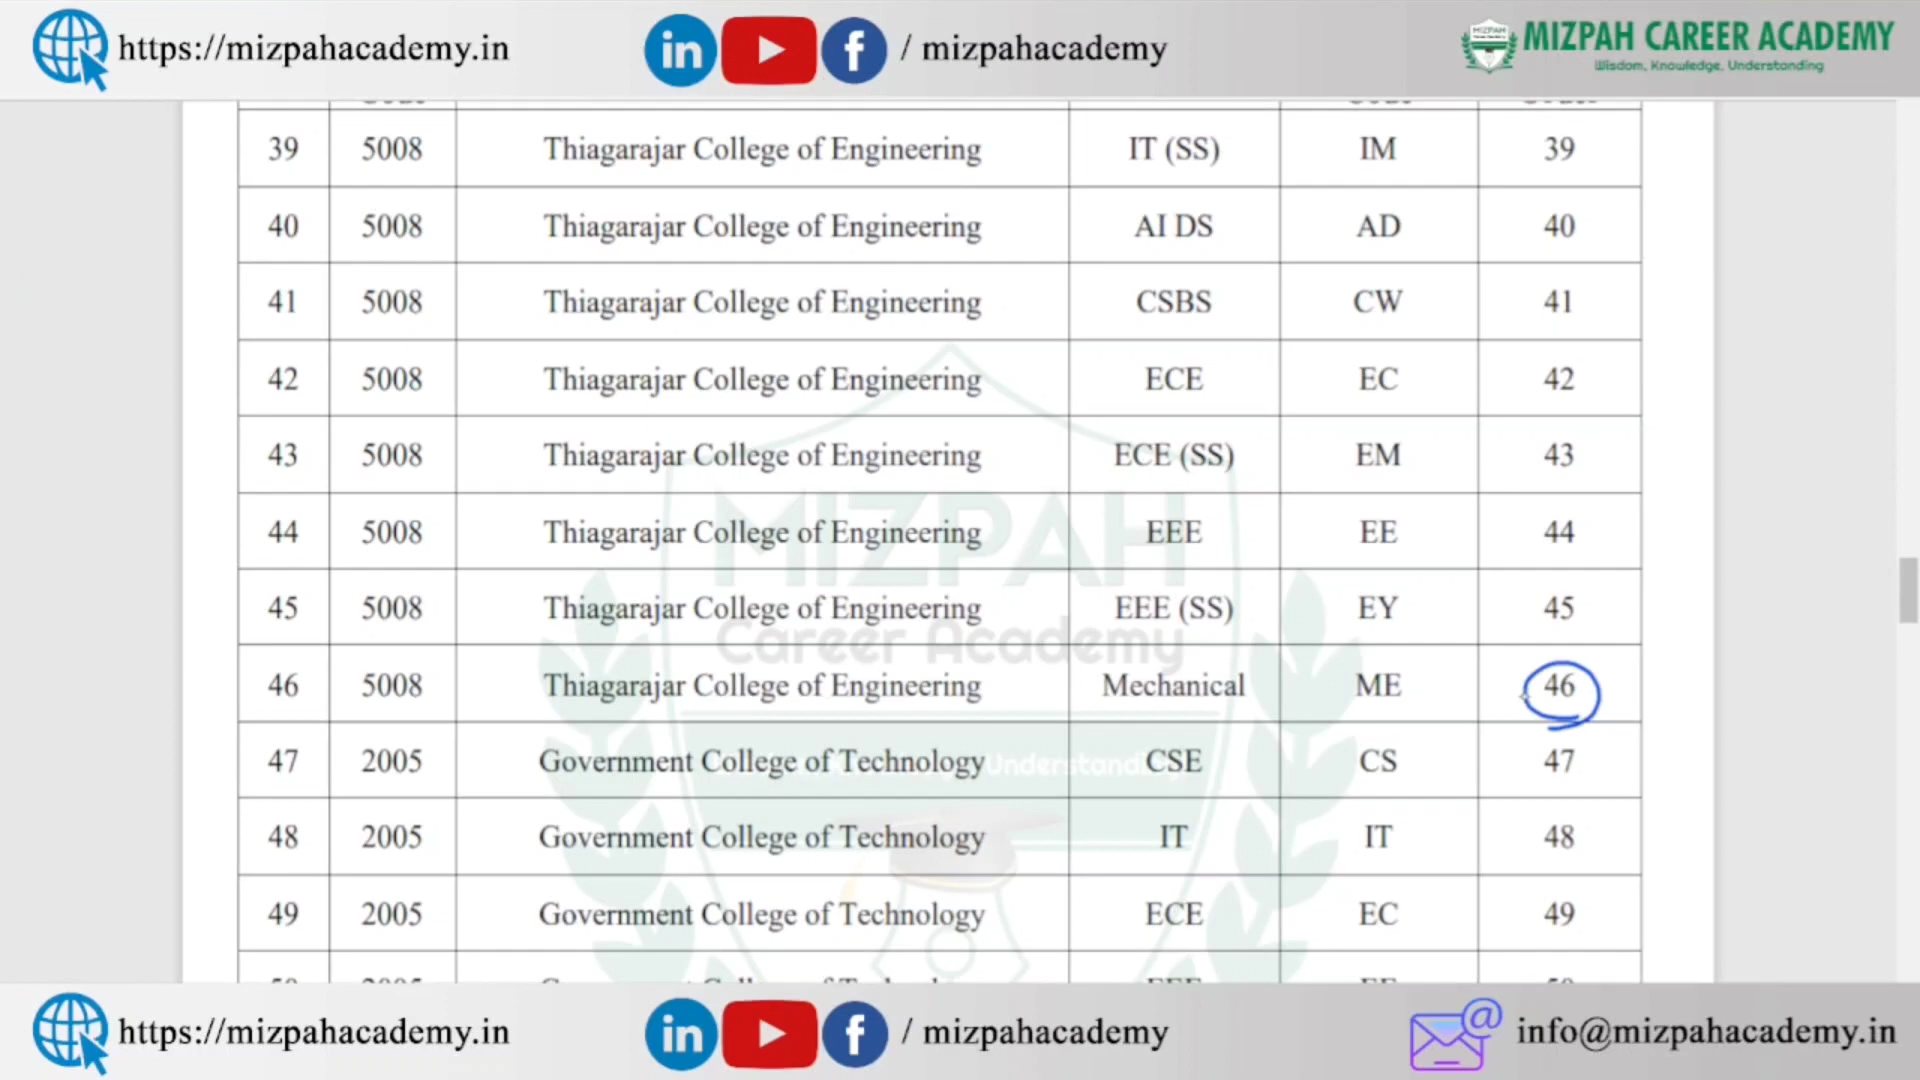 https://mizpahacademy.in / mizpahacademy MIZPAH CAREER ACADEMY
Wisdom, Knowledge, Understanding
39 5008 Thiagarajar College of Engineering IT (SS) IM 39
40 5008 Thiagarajar College of Engineering AI DS AD 40
41 5008 Thiagarajar College of Engineering CSBS CW 41
42 5008 Thiagarajar College of Engineering ECE EC 42
43 5008 Thiagarajar College of Engineering ECE (SS) EM 43
44 5008 Thiagarajar College of Engineering EEE EE 44
MIZPAH
45 5008 Thiagarajar College of Engineering EEE (SS) EY 45
Career Academy
46 5008 Thiagarajar College of Engineering Mechanical ME 46
47 2005 Government College of Technology CSE CS 47
48 2005 Government College of Technology IT IT 48
49 2005 Government College of Technology ECE EC 49
https://mizpahacademy.in / mizpahacademy info@mizpahacademy.in